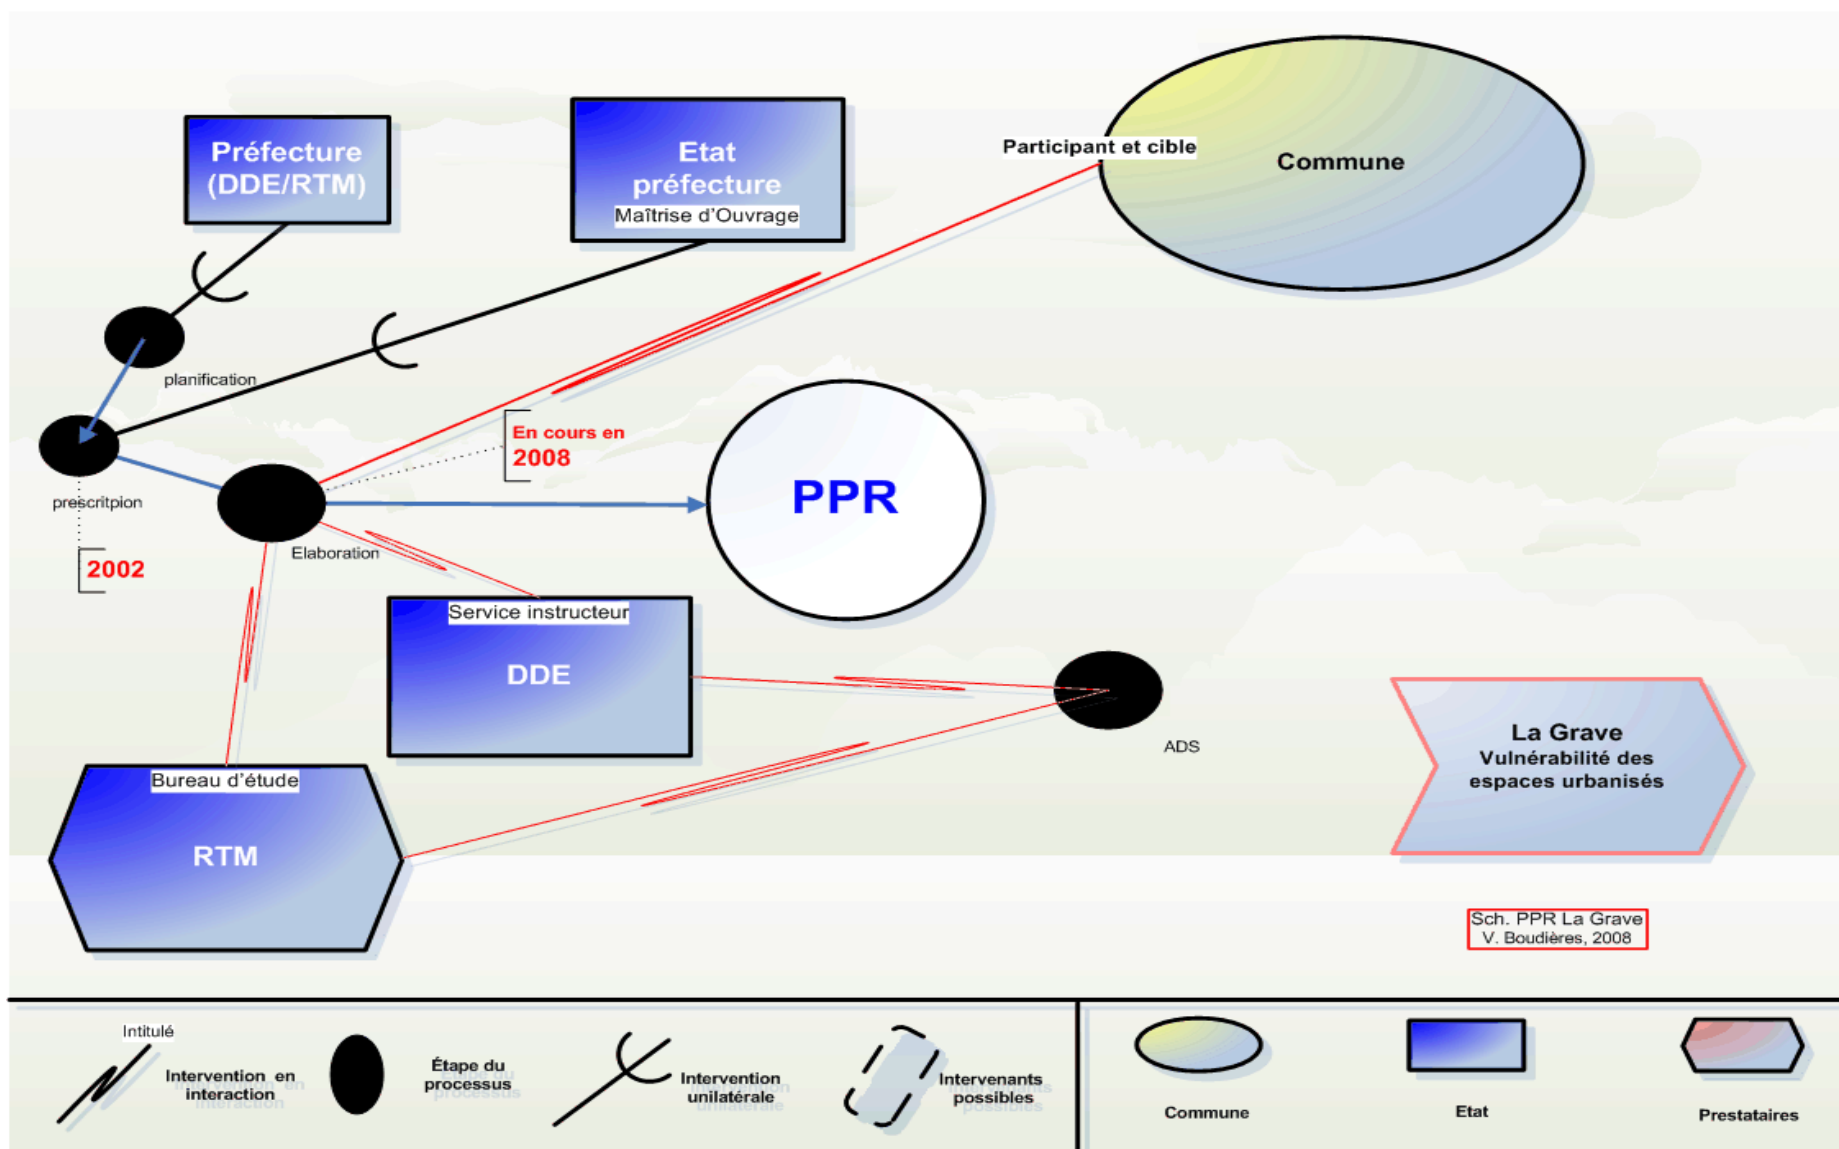 Préfecture
(DDE/RTM)
Etat
préfecture
Maîtrise d'Ouvrage
Participant et cible
Commune
planification
En cours en
2008
PPR
prescritpion
Elaboration
2002
Service instructeur
DDE
ADS
Bureau d'étude
RTM
La Grave
Vulnérabilité des
espaces urbanisés
Sch. PPR La Grave
V. Boudières, 2008
Intitulé
Intervention en
interaction
Étape du
processus
Intervention
unilatérale
Intervenants
possibles
Commune
Etat
Prestataires